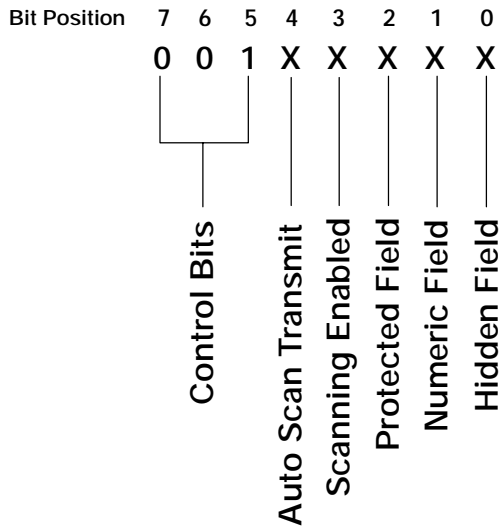 Bit Position 7 6 5 4 3 2 1 0
0 0 1 X X X X X
Control Bits
Auto Scan Transmit
Scanning Enabled
Protected Field
Numeric Field
Hidden Field